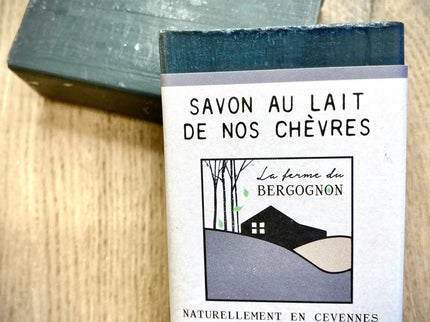 SAVON AU LAIT
DE NOS CHÈVRES
La ferme du
BERGOGNON
NATURELLEMENT EN CEVENNES